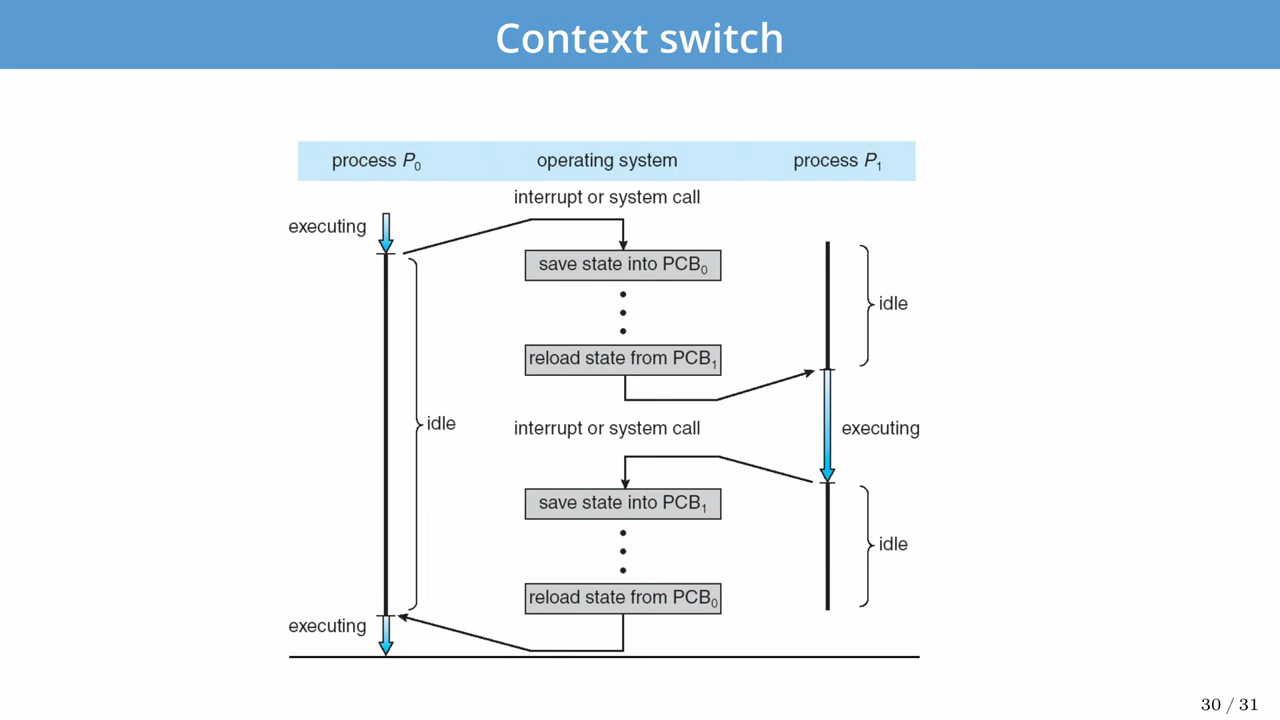 Context switch
process P0 operating system process P1
interrupt or system call
executing
save state into PCB0
idle
reload state from PCB1
idle
interrupt or system call
executing
save state into PCB1
idle
reload state from PCB0
executing
30 / 31